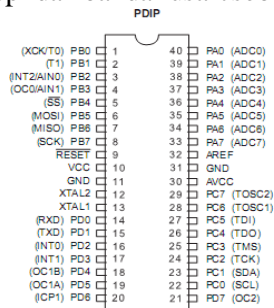 PDIP
(XCK/T0) PB0 1 40 PA0 (ADC0)
(T1) PB1 2 39 PA1 (ADC1)
(INT2/AIN0) PB2 3 38 PA2 (ADC2)
(OC0/AIN1) PB3 4 37 PA3 (ADC3)
(SS) PB4 5 36 PA4 (ADC4)
(MOSI) PB5 6 35 PA5 (ADC5)
(MISO) PB6 7 34 PA6 (ADC6)
(SCK) PB7 8 33 PA7 (ADC7)
RESET 9 32 AREF
VCC 10 31 GND
GND 11 30 AVCC
XTAL2 12 29 PC7 (TOSC2)
XTAL1 13 28 PC6 (TOSC1)
(RXD) PD0 14 27 PC5 (TDI)
(TXD) PD1 15 26 PC4 (TDO)
(INT0) PD2 16 25 PC3 (TMS)
(INT1) PD3 17 24 PC2 (TCK)
(OC1B) PD4 18 23 PC1 (SDA)
(OC1A) PD5 19 22 PC0 (SCL)
(ICP1) PD6 20 21 PD7 (OC2)